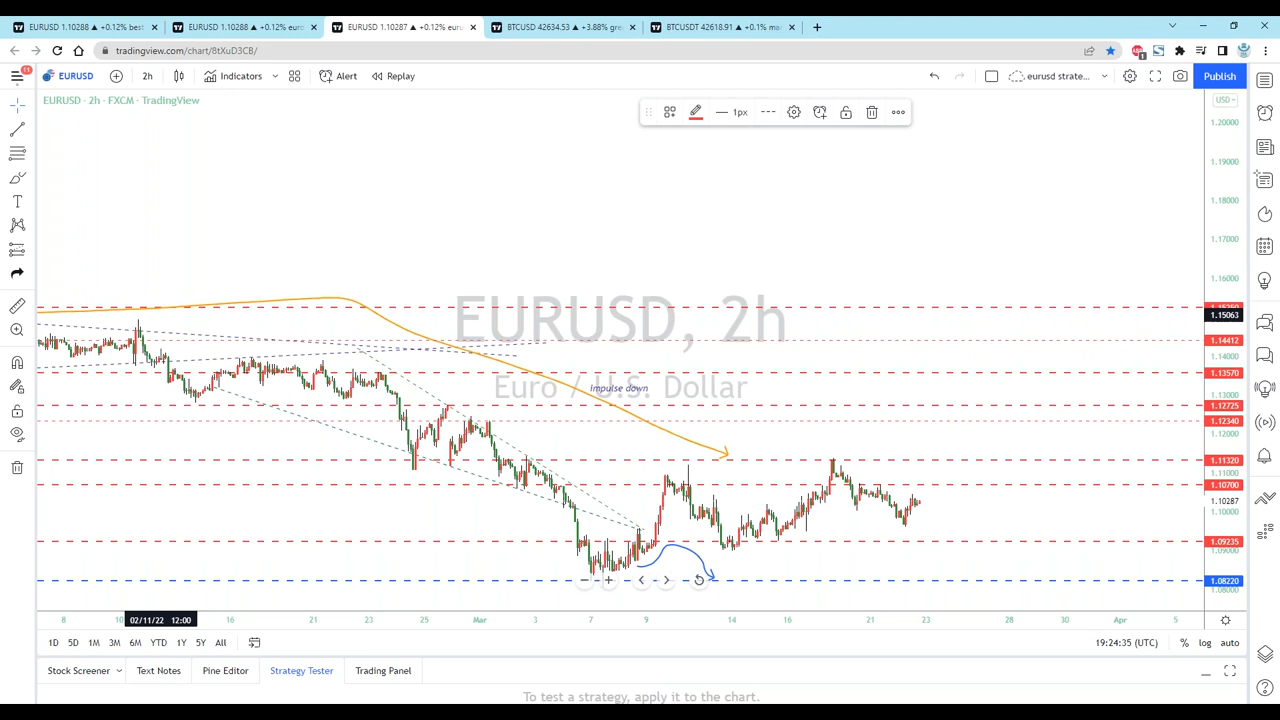 EURUSD 1.10288 ▲ +0.12% best
EURUSD 1.10288 ▲ +0.12% euro
EURUSD 1.10287 ▲ +0.12% euru
BTCUSD 42634.53 ▲ +3.88% gre
BTCUSDT 42618.91 ▲ +0.1% ma
tradingview.com/chart/8tXuD3CB/
1
11
EURUSD
2h
Indicators
Alert
Replay
eurusd strate...
Publish
EURUSD · 2h · FXCM · TradingView
1px
USD
1.20000
1.19000
1.18000
1.17000
1.16000
1.15063
1.14412
1.14000
1.13570
1.13000
1.12725
1.12340
1.12000
1.11320
1.11000
1.10700
1.10287
1.10000
1.09235
1.09000
1.08220
1.08000
EURUSD, 2h
Euro / U.S. Dollar
Impulse down
8
10
02/11/22 12:00
16
21
23
25
Mar
3
7
9
14
16
21
23
28
30
Apr
5
1D
5D
1M
3M
6M
YTD
1Y
5Y
All
19:24:35 (UTC)
%
log
auto
Stock Screener
Text Notes
Pine Editor
Strategy Tester
Trading Panel
To test a strategy, apply it to the chart.